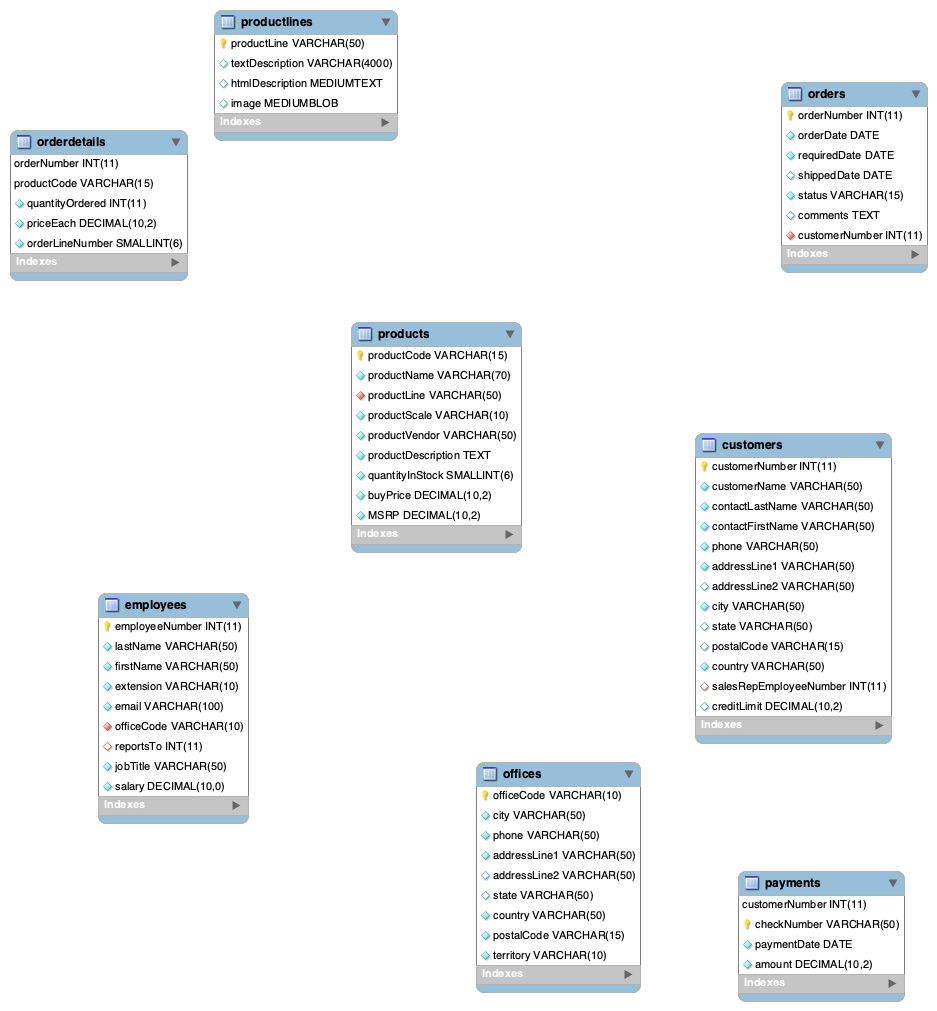 productlines
productLine VARCHAR(50)
textDescription VARCHAR(4000)
htmlDescription MEDIUMTEXT
image MEDIUMBLOB
Indexes
orders
orderNumber INT(11)
orderDate DATE
requiredDate DATE
shippedDate DATE
status VARCHAR(15)
comments TEXT
customerNumber INT(11)
Indexes
orderdetails
orderNumber INT(11)
productCode VARCHAR(15)
quantityOrdered INT(11)
priceEach DECIMAL(10,2)
orderLineNumber SMALLINT(6)
Indexes
products
productCode VARCHAR(15)
productName VARCHAR(70)
productLine VARCHAR(50)
productScale VARCHAR(10)
productVendor VARCHAR(50)
productDescription TEXT
quantityInStock SMALLINT(6)
buyPrice DECIMAL(10,2)
MSRP DECIMAL(10,2)
Indexes
customers
customerNumber INT(11)
customerName VARCHAR(50)
contactLastName VARCHAR(50)
contactFirstName VARCHAR(50)
phone VARCHAR(50)
addressLine1 VARCHAR(50)
addressLine2 VARCHAR(50)
city VARCHAR(50)
state VARCHAR(50)
postalCode VARCHAR(15)
country VARCHAR(50)
salesRepEmployeeNumber INT(11)
creditLimit DECIMAL(10,2)
Indexes
employees
employeeNumber INT(11)
lastName VARCHAR(50)
firstName VARCHAR(50)
extension VARCHAR(10)
email VARCHAR(100)
officeCode VARCHAR(10)
reportsTo INT(11)
jobTitle VARCHAR(50)
salary DECIMAL(10,0)
Indexes
offices
officeCode VARCHAR(10)
city VARCHAR(50)
phone VARCHAR(50)
addressLine1 VARCHAR(50)
addressLine2 VARCHAR(50)
state VARCHAR(50)
country VARCHAR(50)
postalCode VARCHAR(15)
territory VARCHAR(10)
Indexes
payments
customerNumber INT(11)
checkNumber VARCHAR(50)
paymentDate DATE
amount DECIMAL(10,2)
Indexes